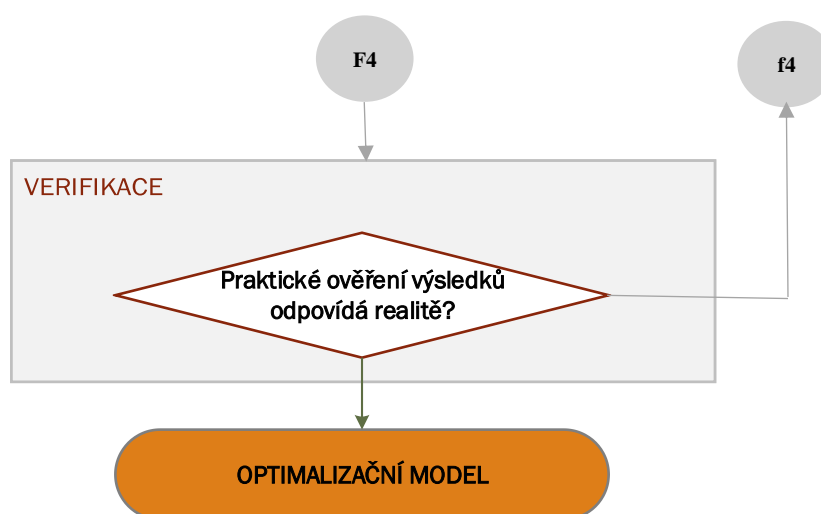 F4
f4
VERIFIKACE
Praktické ověření výsledků
odpovídá realitě?
OPTIMALIZAČNÍ MODEL